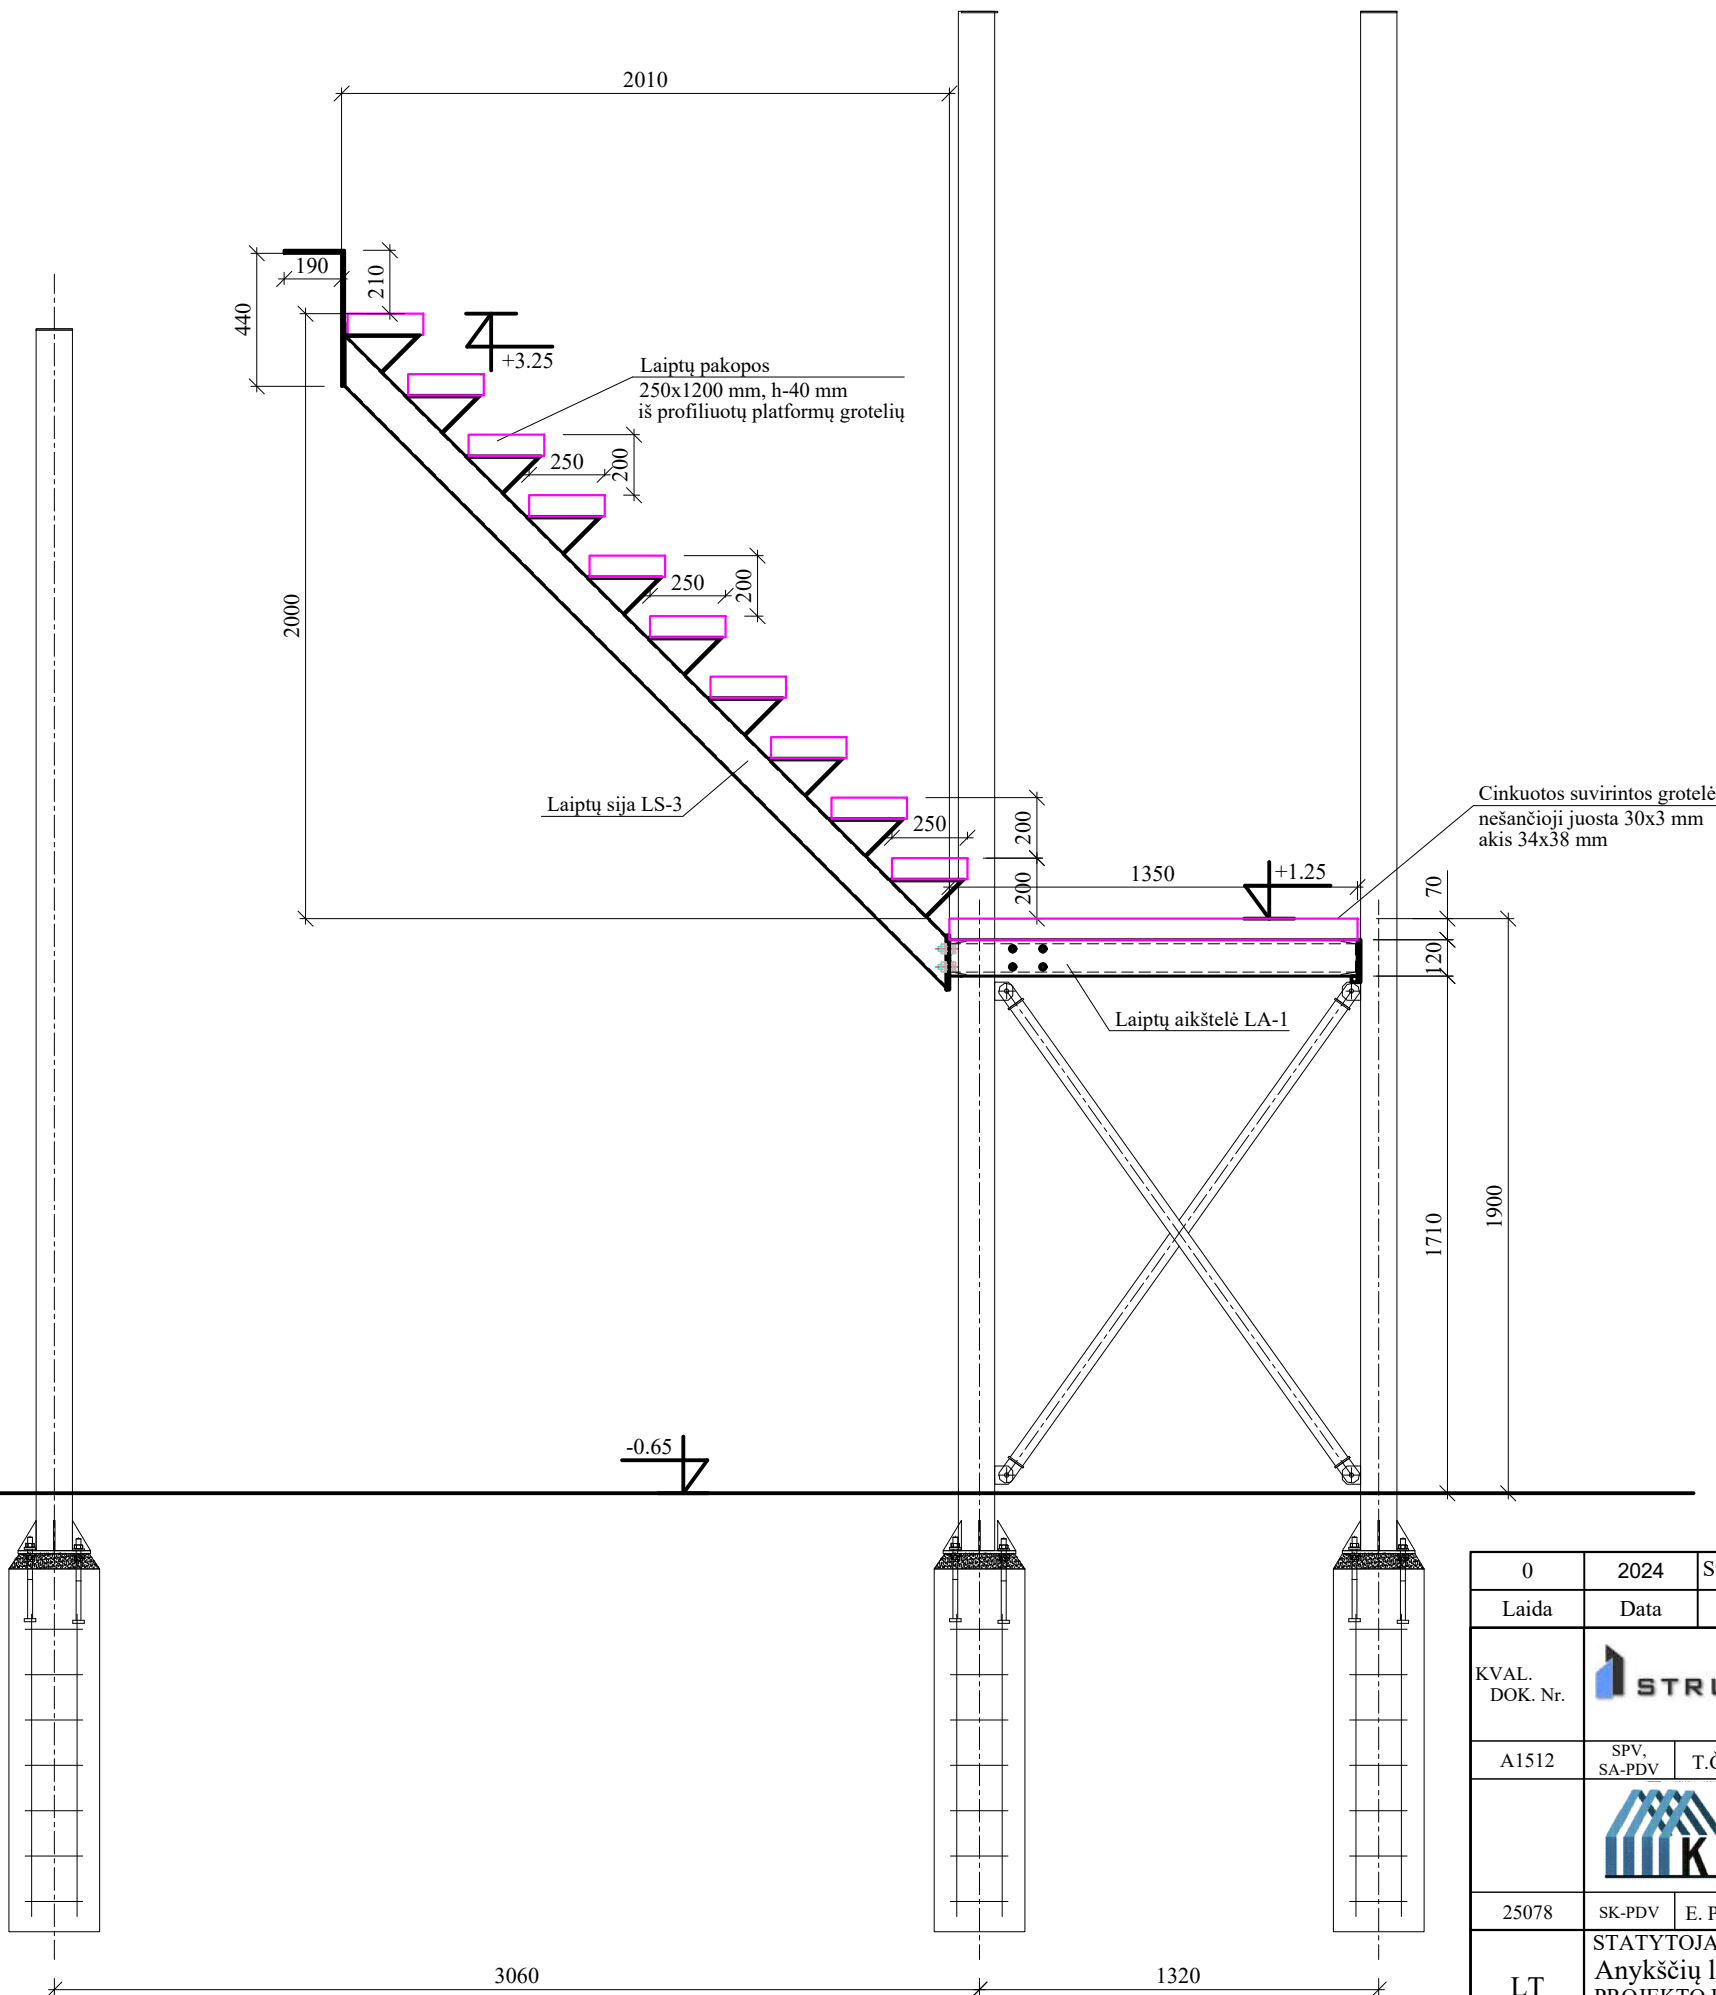 2010
190
210
440
+3.25
Laiptų pakopos
250x1200 mm, h-40 mm
iš profiliuotų platformų grotelių
250
200
250
200
2000
Laiptų sija LS-3
250
200
200
1350
+1.25
Cinkuotos suvirintos grotelė
nešančioji juosta 30x3 mm
akis 34x38 mm
70
120
Laiptų aikštelė LA-1
1710
1900
-0.65
3060
1320
0
2024
Laida
Data
KVAL.
DOK. Nr.
STRU
A1512
SPV,
SA-PDV
K
25078
SK-PDV
E. P
LT
STATYTOJA
Anykščių l